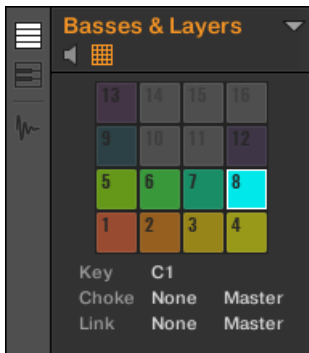 Basses & Layers
13 14 15 16
9 10 11 12
5 6 7 8
1 2 3 4
Key C1
Choke None Master
Link None Master